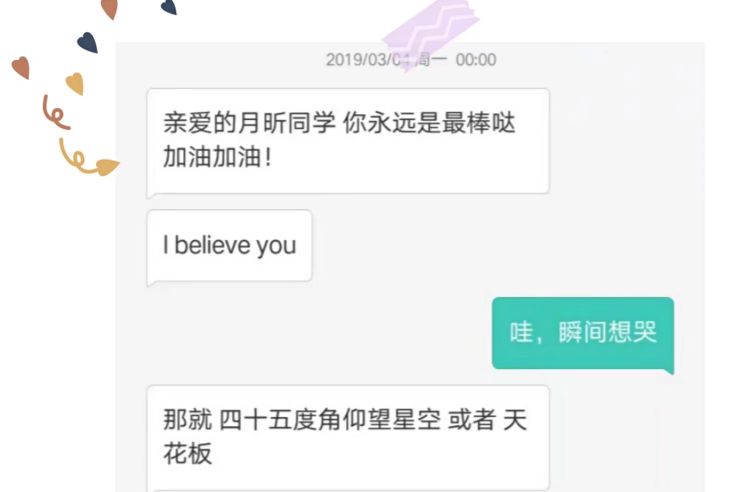 2019/03/04 周一 00:00
亲爱的月昕同学 你永远是最棒哒
加油加油！
I believe you
哇，瞬间想哭
那就 四十五度角仰望星空 或者 天
花板